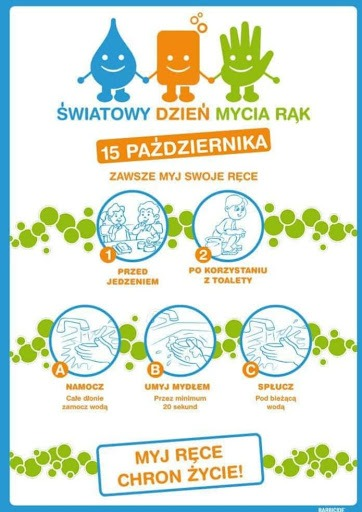 ŚWIATOWY DZIEŃ MYCIA RĄK
15 PAŹDZIERNIKA
ZAWSZE MYJ SWOJE RĘCE
1
PRZED
JEDZENIEM
2
PO KORZYSTANIU
Z TOALETY
A
NAMOCZ
Całe dłonie
zamocz wodą
B
UMYJ MYDŁEM
Przez minimum
20 sekund
C
SPŁUCZ
Pod bieżącą
wodą
MYJ RĘCE
CHROŃ ŻYCIE!
BARBICIDE